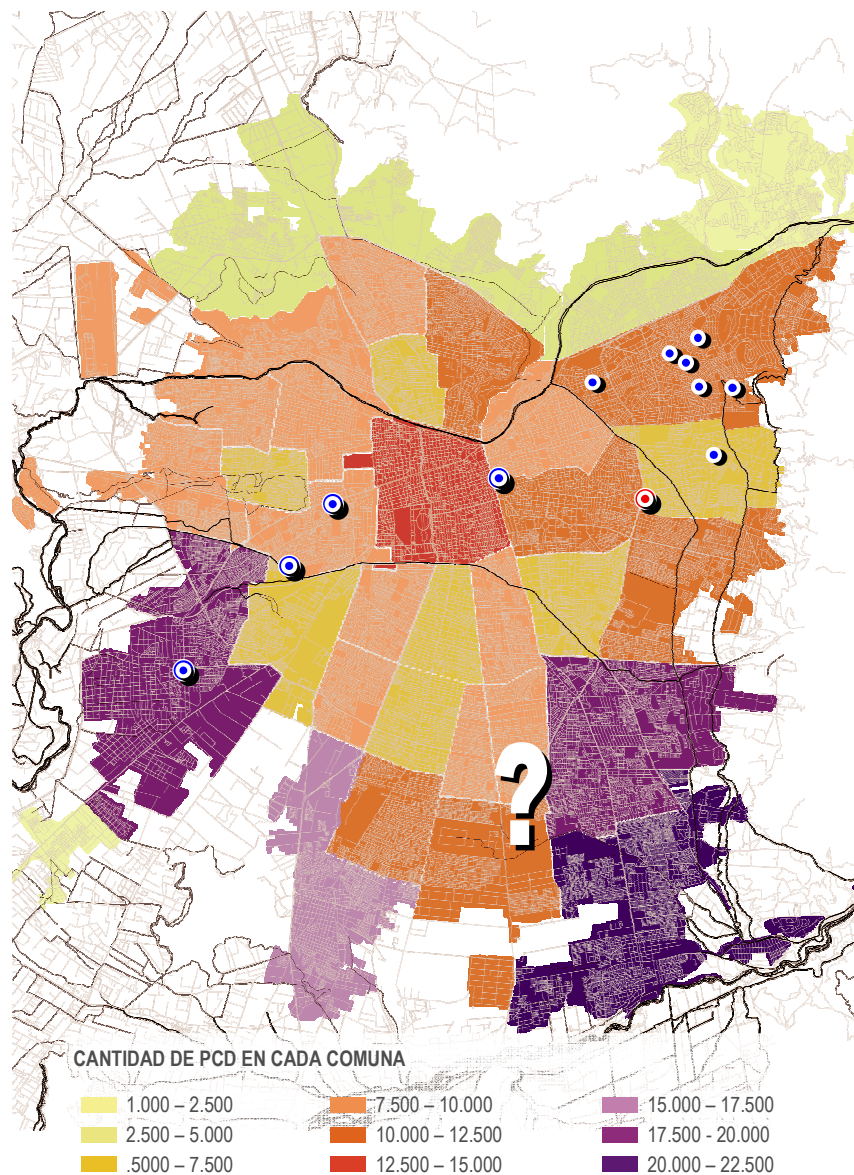 ?
CANTIDAD DE PCD EN CADA COMUNA
1.000 – 2.500
7.500 – 10.000
15.000 – 17.500
2.500 – 5.000
10.000 – 12.500
17.500 - 20.000
.5000 – 7.500
12.500 – 15.000
20.000 – 22.500